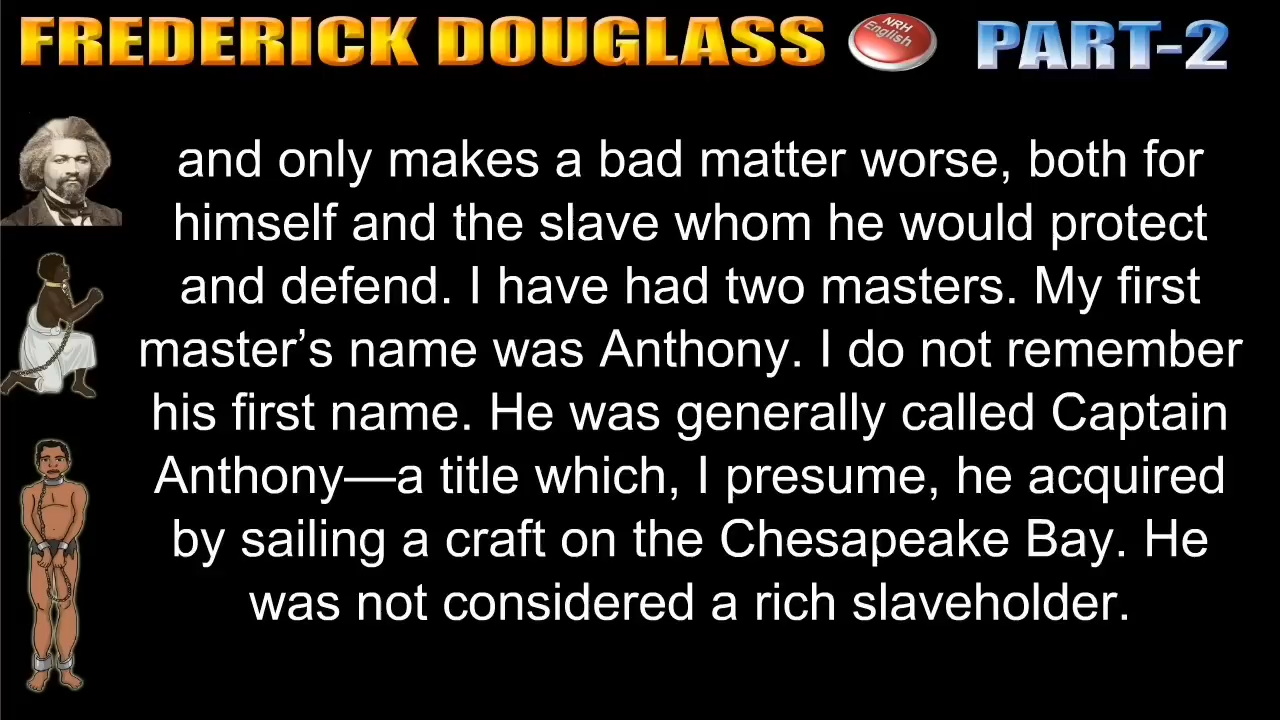 FREDERICK DOUGLASS
NRH
English
PART-2
and only makes a bad matter worse, both for
himself and the slave whom he would protect
and defend. I have had two masters. My first
master’s name was Anthony. I do not remember
his first name. He was generally called Captain
Anthony—a title which, I presume, he acquired
by sailing a craft on the Chesapeake Bay. He
was not considered a rich slaveholder.